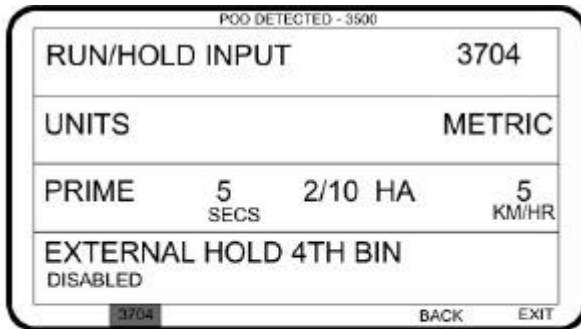 POD DETECTED - 3500
RUN/HOLD INPUT 3704
UNITS METRIC
PRIME 5 2/10 HA 5
SECS KM/HR
EXTERNAL HOLD 4TH BIN
DISABLED
3704 BACK EXIT